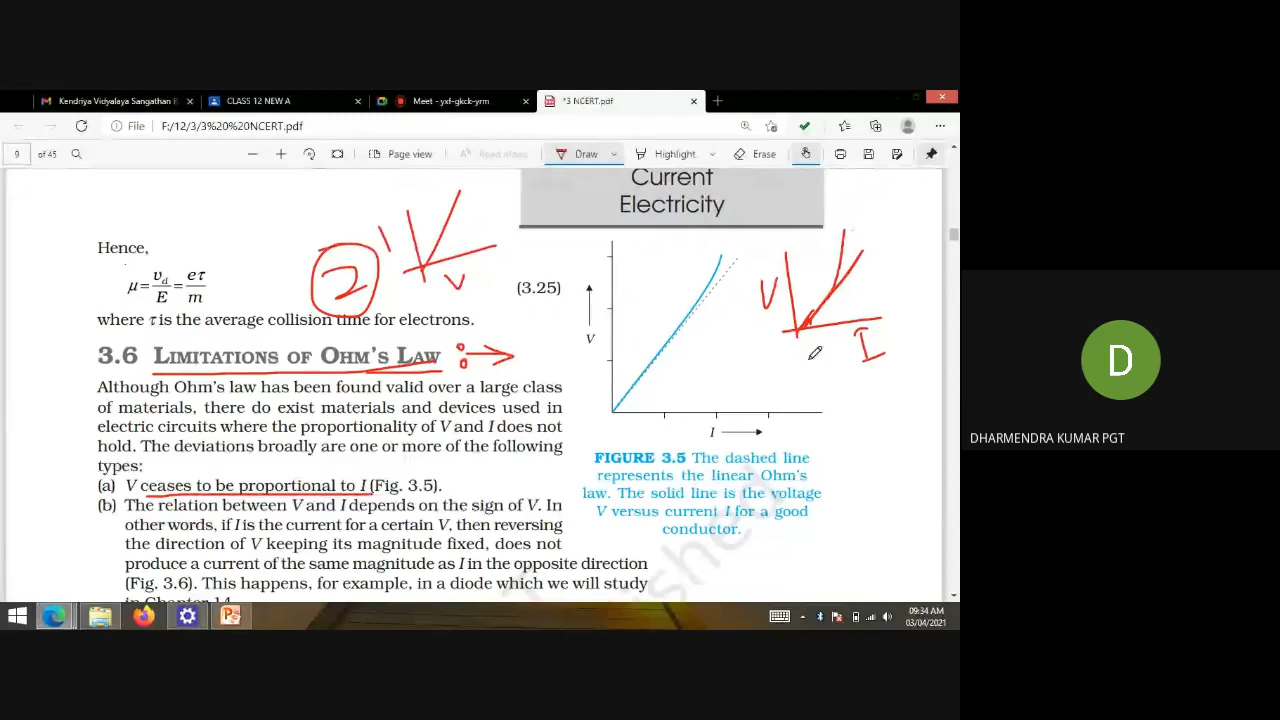 Kendriya Vidyalaya Sangathan
CLASS 12 NEW A
Meet - yxf-gkck-yrm
*3 NCERT.pdf
File
F:/12/3/3%20%20NCERT.pdf
9 of 45
Page view
Read aloud
Draw
Highlight
Erase
Current
Electricity
Hence,
μ = v_d / E = eτ / m
(3.25)
where τ is the average collision time for electrons.
2
I
V
3.6 LIMITATIONS OF OHM'S LAW
Although Ohm's law has been found valid over a large class
of materials, there do exist materials and devices used in
electric circuits where the proportionality of V and I does not
hold. The deviations broadly are one or more of the following
types:
(a) V ceases to be proportional to I (Fig. 3.5).
(b) The relation between V and I depends on the sign of V. In
other words, if I is the current for a certain V, then reversing
the direction of V keeping its magnitude fixed, does not
produce a current of the same magnitude as I in the opposite direction
(Fig. 3.6). This happens, for example, in a diode which we will study
in Chapter 14.
V
I
V
I
FIGURE 3.5 The dashed line
represents the linear Ohm's
law. The solid line is the voltage
V versus current I for a good
conductor.
09:34 AM
03/04/2021
D
DHARMENDRA KUMAR PGT